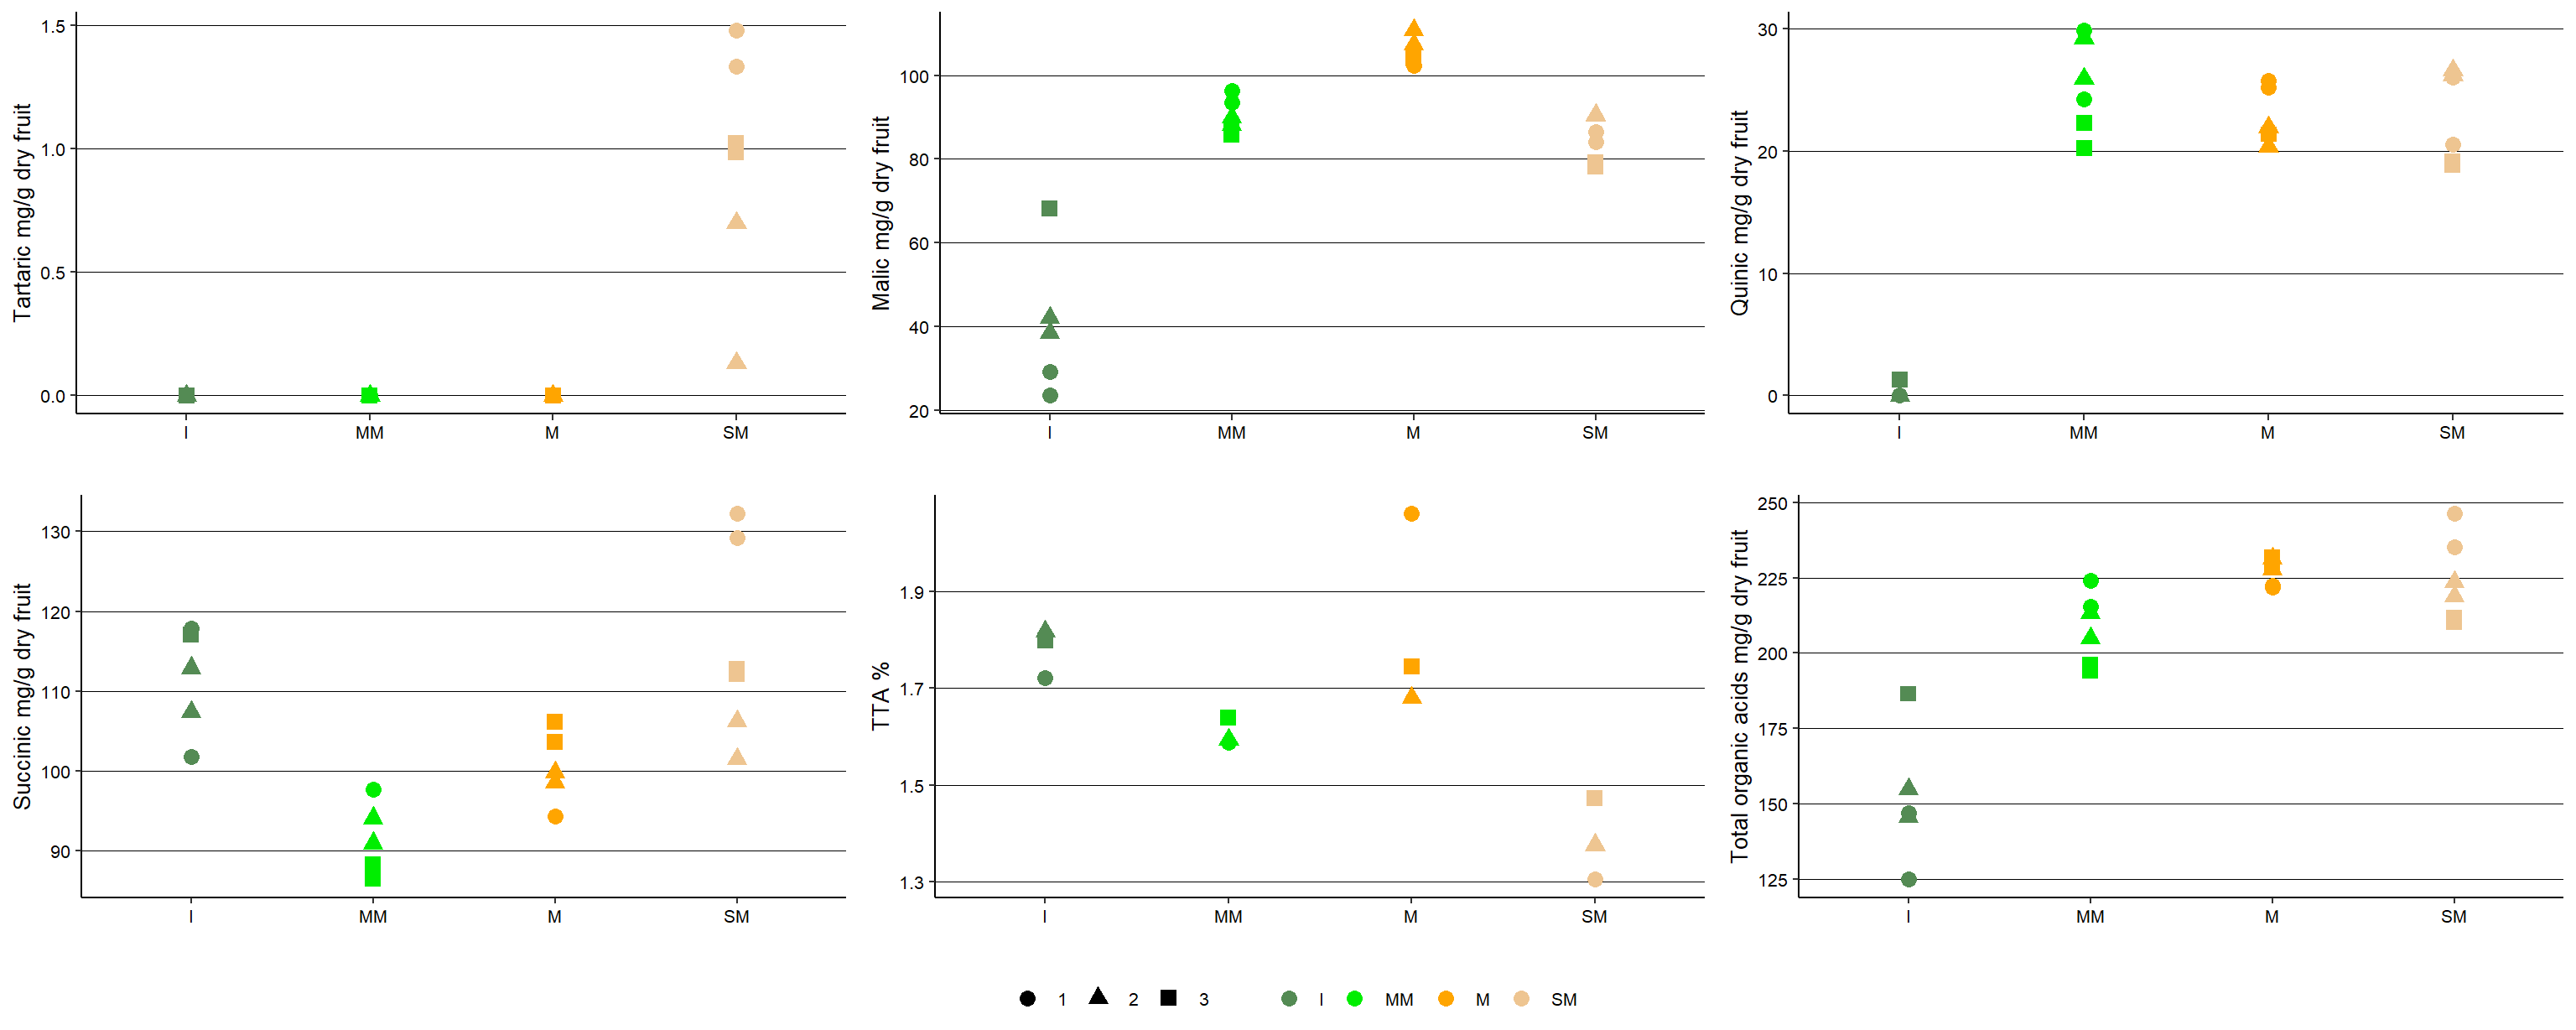 Tartaric mg/g dry fruit
1.5
1.0
0.5
0.0
I MM M SM
Malic mg/g dry fruit
100
80
60
40
20
I MM M SM
Quinic mg/g dry fruit
30
20
10
0
I MM M SM
Succinic mg/g dry fruit
130
120
110
100
90
I MM M SM
TTA %
1.9
1.7
1.5
1.3
I MM M SM
Total organic acids mg/g dry fruit
250
225
200
175
150
125
I MM M SM
1 2 3 I MM M SM